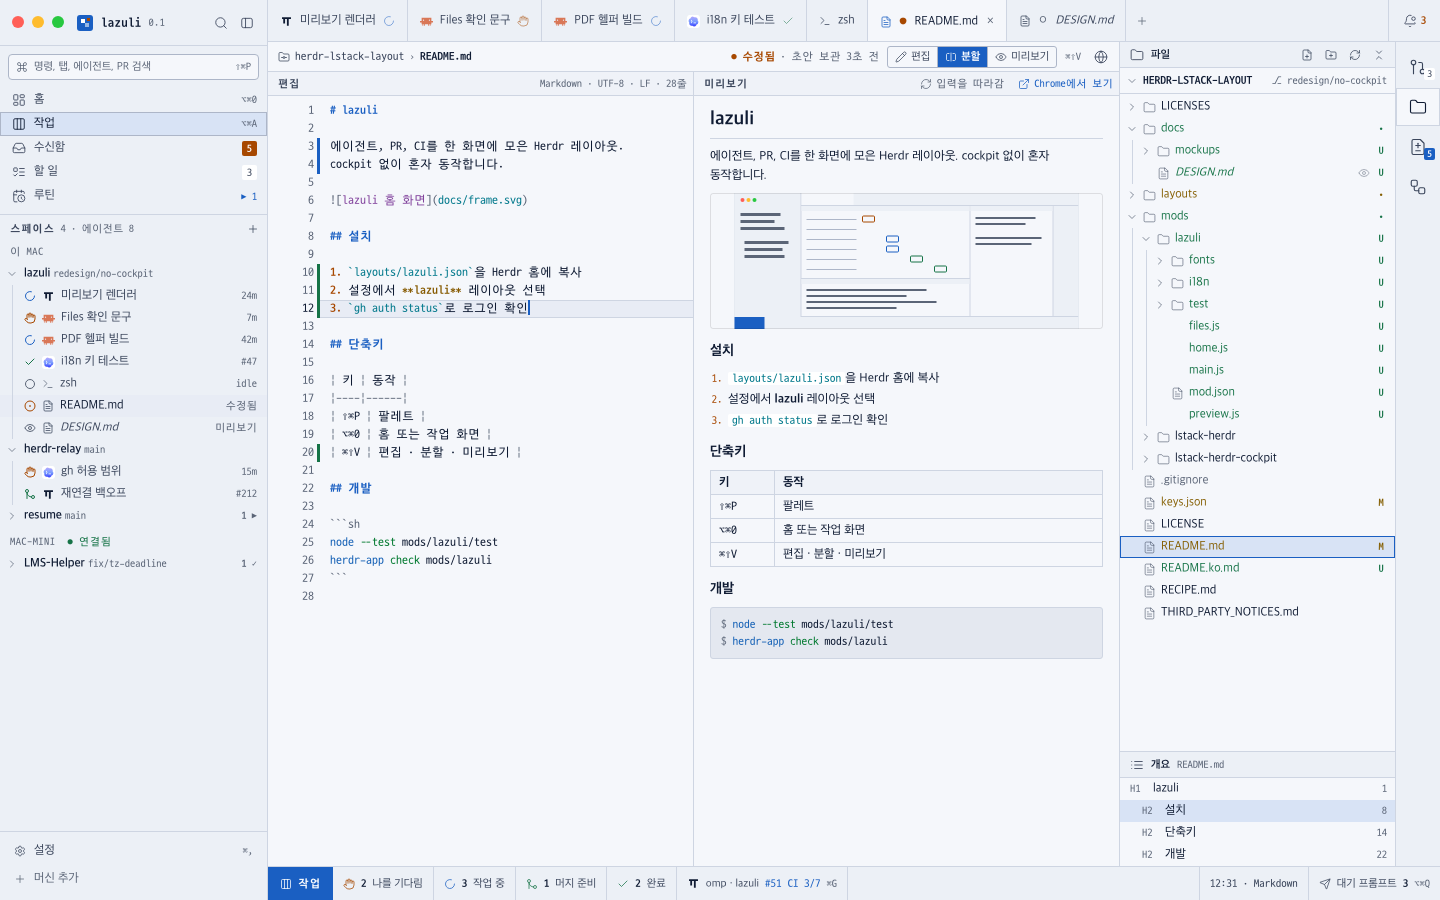 lazuli 0.1
명령, 탭, 에이전트, PR 검색 ⇧⌘P
홈 ⌥⌘0
작업 ⌥⌘A
수신함 5
할 일 3
루틴 ▶ 1
스페이스 4 · 에이전트 8 +
이 MAC
lazuli redesign/no-cockpit
미리보기 렌더러 24m
Files 확인 문구 7m
PDF 헬퍼 빌드 42m
i18n 키 테스트 #47
zsh idle
README.md 수정됨
DESIGN.md 미리보기
herdr-relay main
gh 허용 범위 15m
재연결 백오프 #212
resume main 1 ▶
MAC-MINI ● 연결됨
LMS-Helper fix/tz-deadline 1 ✓
설정 ⌘,
+ 머신 추가
미리보기 렌더러
Files 확인 문구
PDF 헬퍼 빌드
i18n 키 테스트 ✓
zsh
● README.md ×
DESIGN.md
+
3
herdr-lstack-layout › README.md
● 수정됨 · 초안 보관 3초 전
편집 분할 미리보기 ⌘⇧V
편집 Markdown · UTF-8 · LF · 28줄
1 # lazuli
2
3 에이전트, PR, CI를 한 화면에 모은 Herdr 레이아웃.
4 cockpit 없이 혼자 동작합니다.
5
6 ![lazuli 홈 화면](docs/frame.svg)
7
8 ## 설치
9
10 1. `layouts/lazuli.json`을 Herdr 홈에 복사
11 2. 설정에서 **lazuli** 레이아웃 선택
12 3. `gh auth status`로 로그인 확인
13
14 ## 단축키
15
16 | 키 | 동작 |
17 |----|------|
18 | ⇧⌘P | 팔레트 |
19 | ⌥⌘0 | 홈 또는 작업 화면 |
20 | ⌘⇧V | 편집 · 분할 · 미리보기 |
21
22 ## 개발
23
24 ```sh
25 node --test mods/lazuli/test
26 herdr-app check mods/lazuli
27 ```
28
미리보기 입력을 따라감 Chrome에서 보기
lazuli
에이전트, PR, CI를 한 화면에 모은 Herdr 레이아웃. cockpit 없이 혼자
동작합니다.
설치
1. layouts/lazuli.json 을 Herdr 홈에 복사
2. 설정에서 lazuli 레이아웃 선택
3. gh auth status 로 로그인 확인
단축키
키 동작
⇧⌘P 팔레트
⌥⌘0 홈 또는 작업 화면
⌘⇧V 편집 · 분할 · 미리보기
개발
$ node --test mods/lazuli/test
$ herdr-app check mods/lazuli
파일
HERDR-LSTACK-LAYOUT redesign/no-cockpit
LICENSES
docs •
mockups U
DESIGN.md U
layouts •
mods •
lazuli U
fonts U
i18n U
test U
files.js U
home.js U
main.js U
mod.json U
preview.js U
lstack-herdr
lstack-herdr-cockpit
.gitignore
keys.json M
LICENSE
README.md M
README.ko.md U
RECIPE.md
THIRD_PARTY_NOTICES.md
개요 README.md
H1 lazuli 1
H2 설치 8
H2 단축키 14
H2 개발 22
3
5
작업
2 나를 기다림
3 작업 중
1 머지 준비
✓ 2 완료
omp · lazuli #51 CI 3/7 ⌘G
12:31 · Markdown
대기 프롬프트 3 ⌥⌘Q